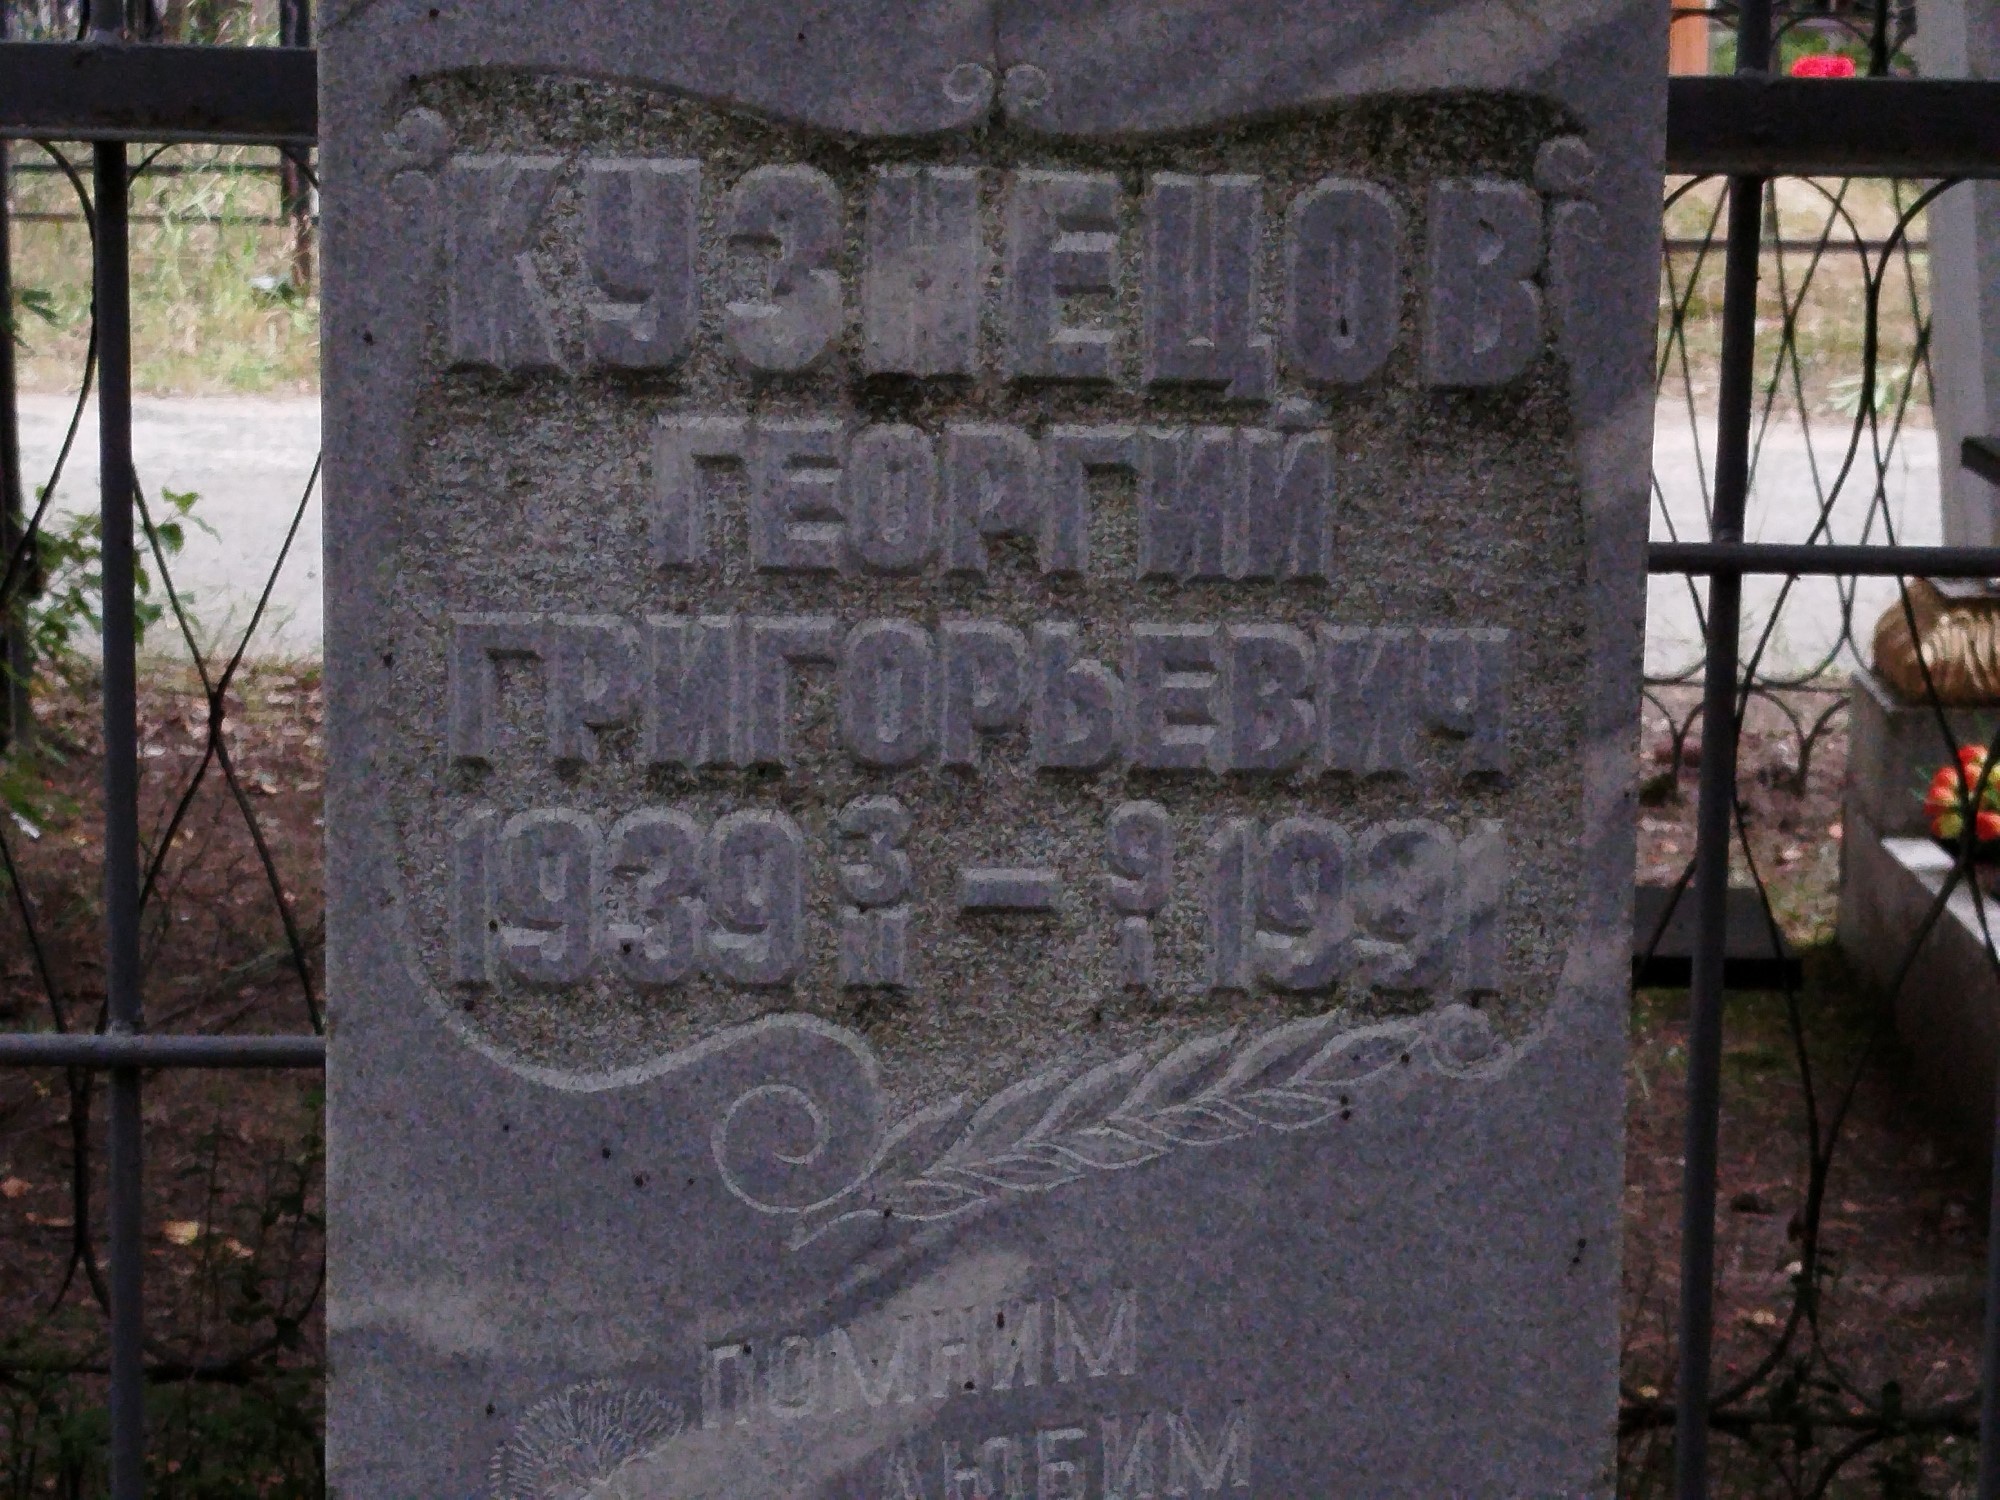 КУЗНЕЦОВ
ГЕОРГИЙ
ГРИГОРЬЕВИЧ
1939 3/II — 9/I 1991
ПОМНИМ
ЛЮБИМ